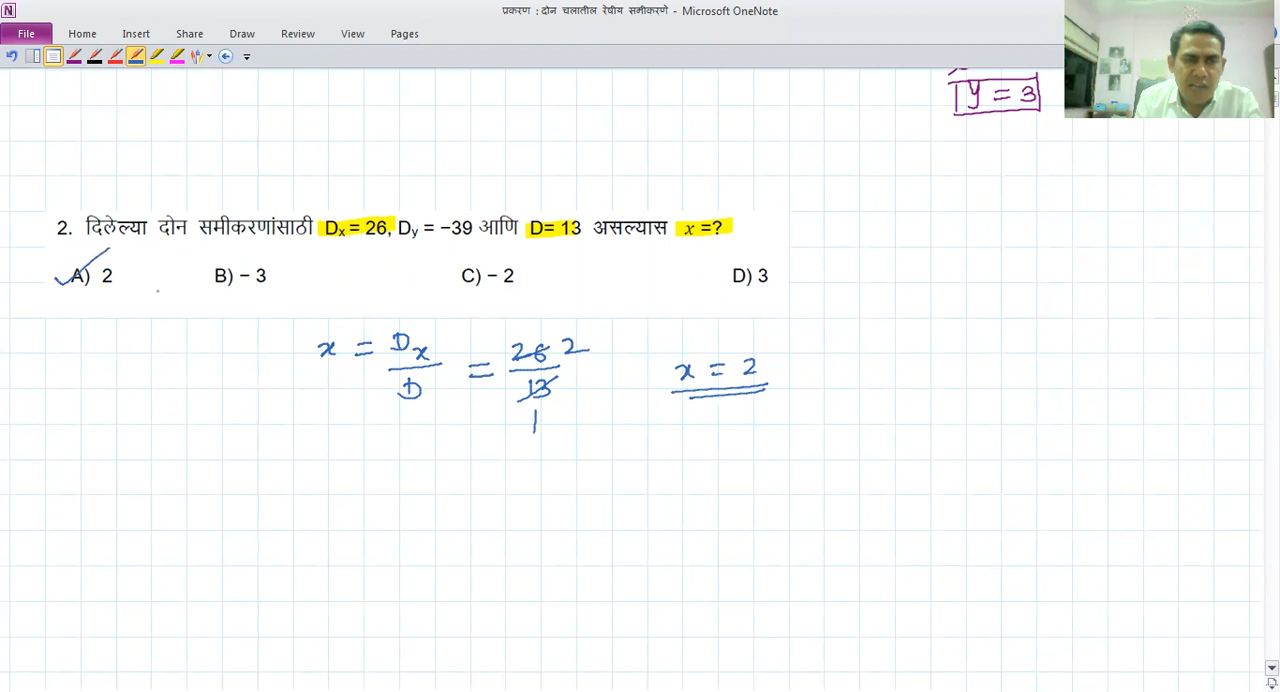 प्रकरण : दोन चलातील रेषीय समीकरणे - Microsoft OneNote
File Home Insert Share Draw Review View Pages
y = 3
2. दिलेल्या दोन समीकरणांसाठी Dₓ = 26, Dᵧ = −39 आणि D= 13 असल्यास x =?
A) 2 B) − 3 C) − 2 D) 3
x = Dₓ / D = 26 2 / 13 1 x = 2